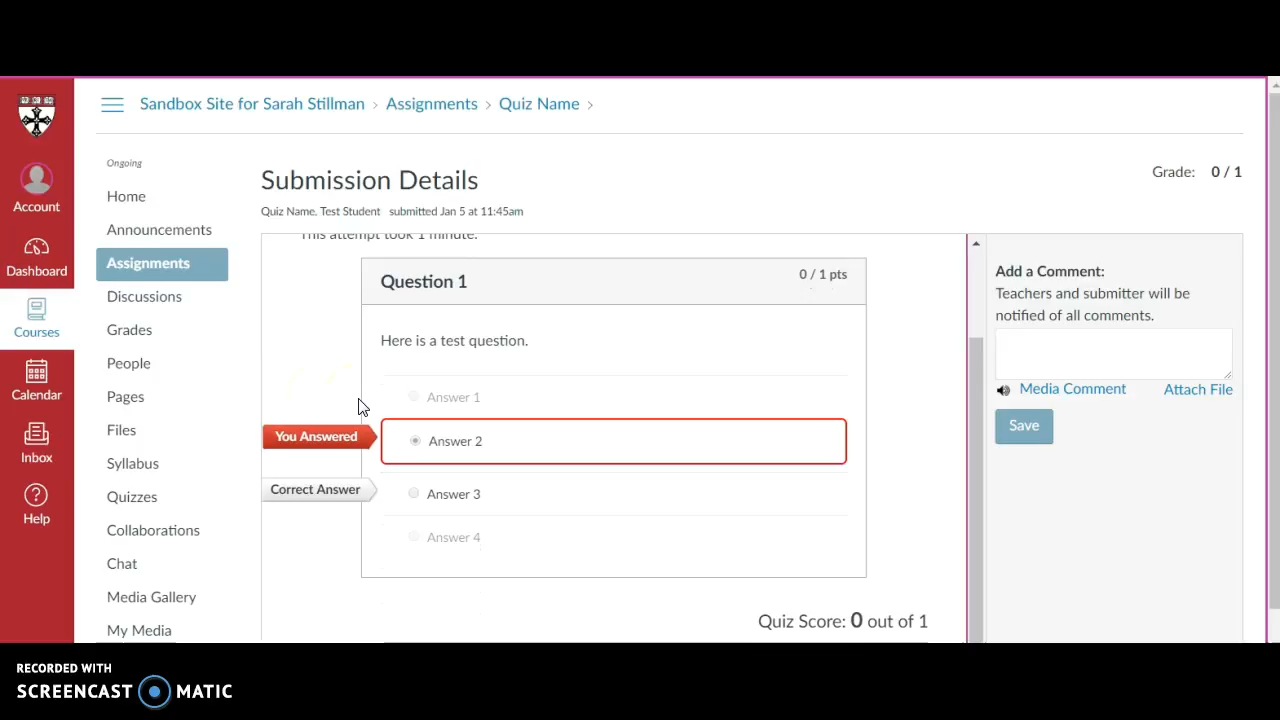 Sandbox Site for Sarah Stillman > Assignments > Quiz Name >
Account
Dashboard
Courses
Calendar
Inbox
Help
Ongoing
Home
Announcements
Assignments
Discussions
Grades
People
Pages
Files
Syllabus
Quizzes
Collaborations
Chat
Media Gallery
My Media
Submission Details
Grade: 0 / 1
Quiz Name, Test Student submitted Jan 5 at 11:45am
This attempt took 1 minute.
Question 1
0 / 1 pts
Here is a test question.
Answer 1
You Answered
Answer 2
Correct Answer
Answer 3
Answer 4
Quiz Score: 0 out of 1
Add a Comment:
Teachers and submitter will be
notified of all comments.
Media Comment
Attach File
Save
RECORDED WITH
SCREENCAST MATIC